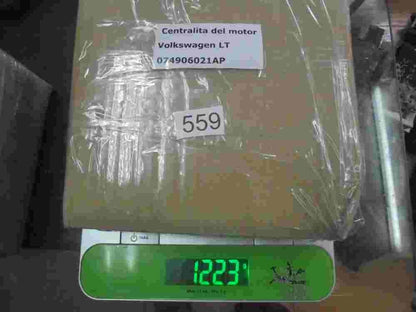 Centralita del motor
Volkswagen LT
074906021AP
559
1223